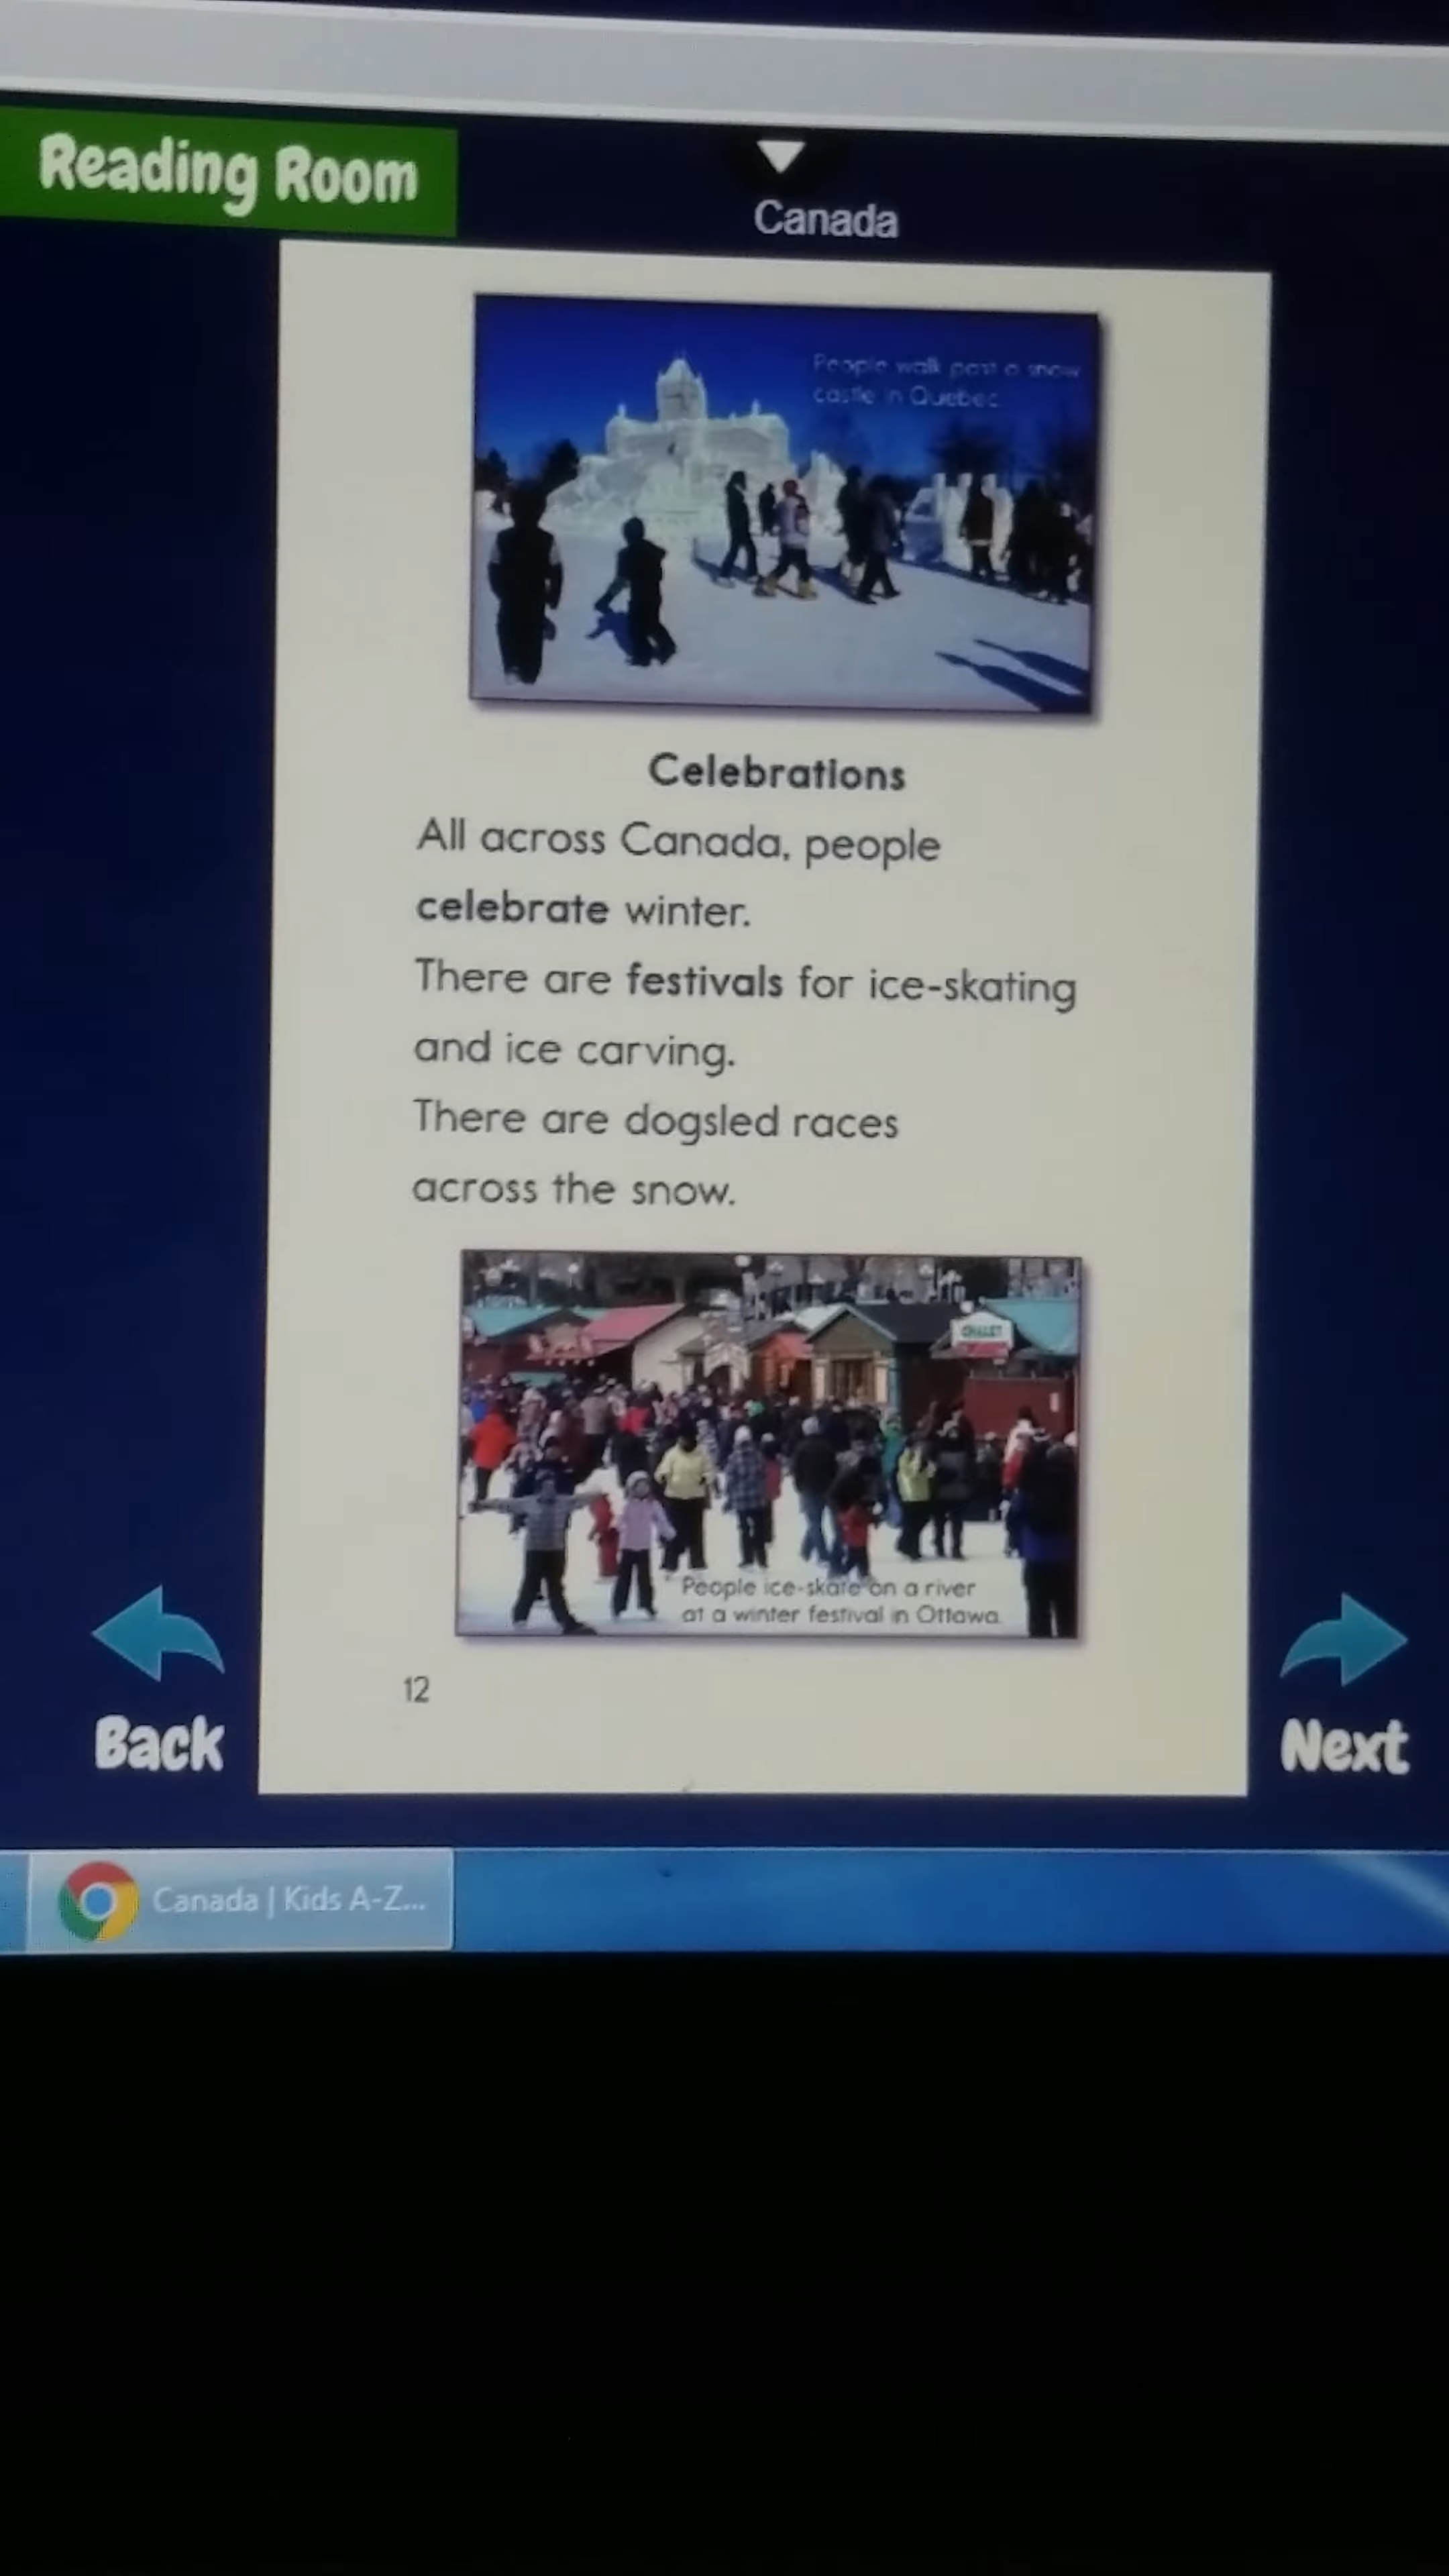 Reading Room
Canada
People walk past a snow
castle in Quebec.
Celebrations
All across Canada, people
celebrate winter.
There are festivals for ice-skating
and ice carving.
There are dogsled races
across the snow.
CHALET
People ice-skate on a river
at a winter festival in Ottawa.
12
Back
Next
Canada | Kids A-Z...